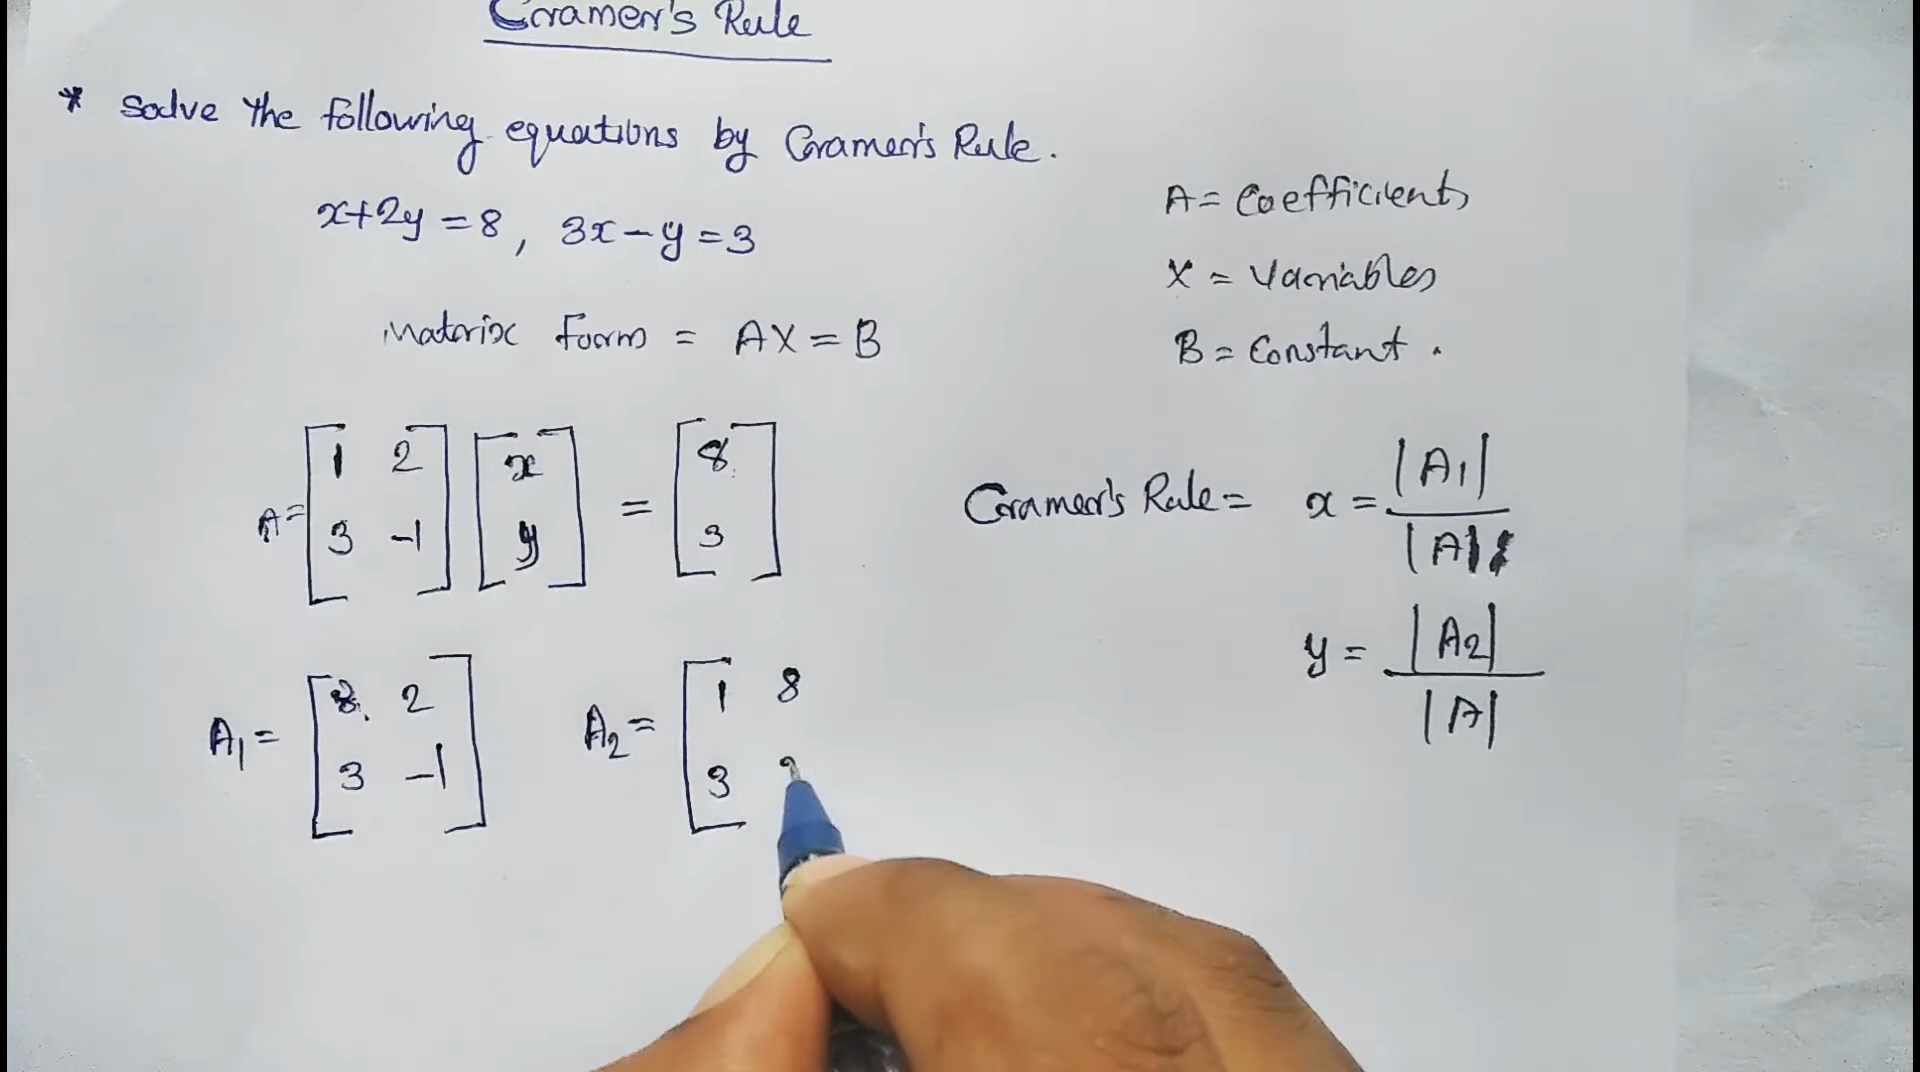 Cramer's Rule
* Solve the following equations by Cramer's Rule.
x+2y=8, 3x-y=3
A = Coefficients
X = Variables
B = Constant.
Matrix form = AX = B
A = [1 2 3 -1] [x y] = [8 3]
Cramer's Rule = x = |A1| / |A|
y = |A2| / |A|
A1 = [8 2 3 -1] A2 = [1 8 3